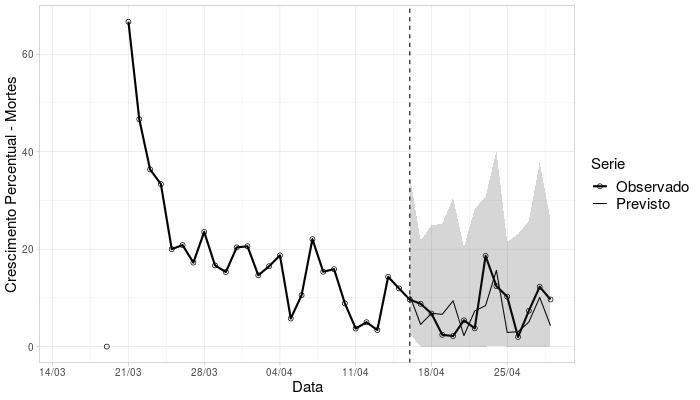 Crescimento Percentual - Mortes
60
40
20
0
14/03 21/03 28/03 04/04 11/04 18/04 25/04
Data
Serie
Observado
Previsto